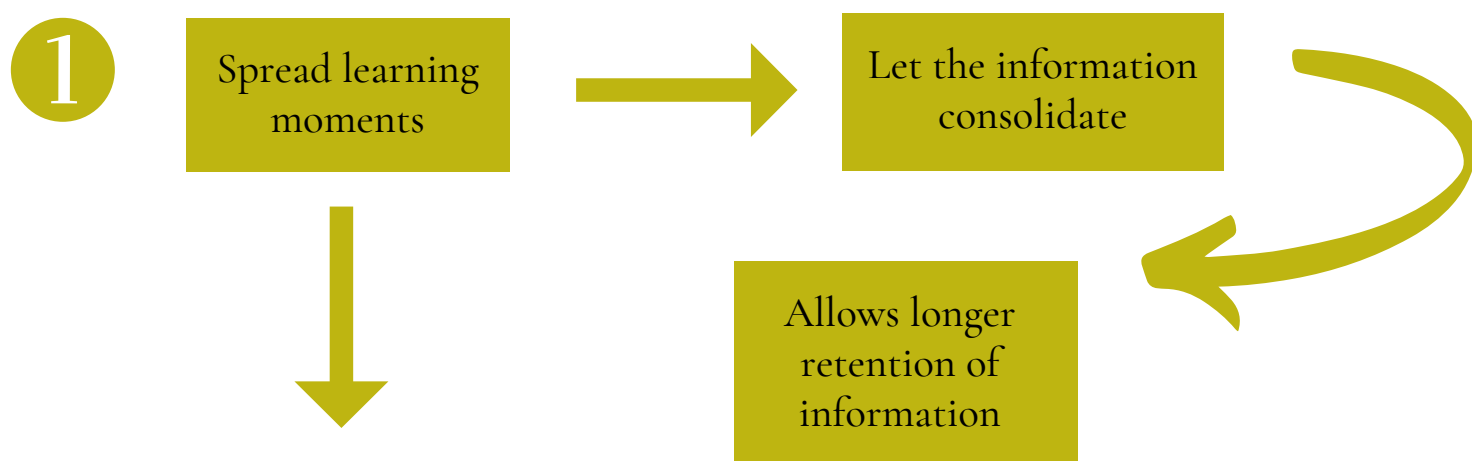 1
Spread learning
moments
Let the information
consolidate
Allows longer
retention of
information